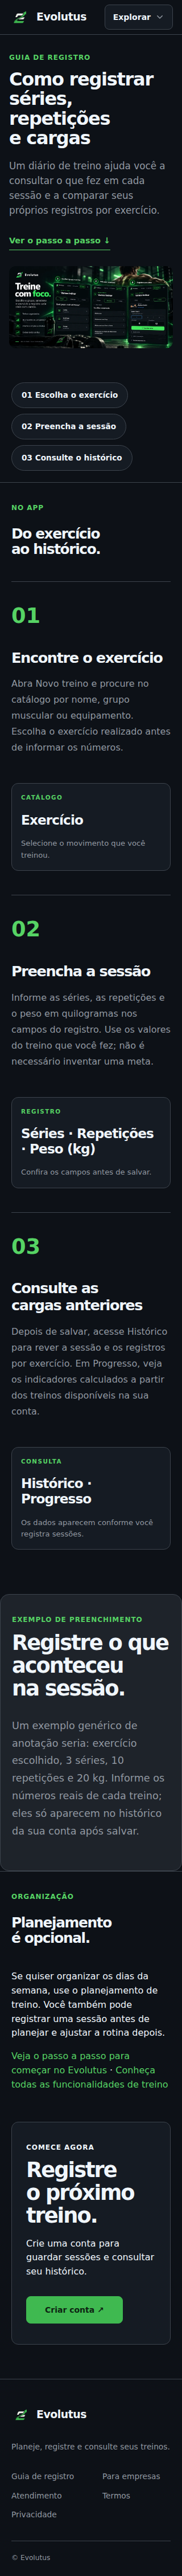 Evolutus
Explorar
GUIA DE REGISTRO
Como registrar
séries,
repetições
e cargas
Um diário de treino ajuda você a
consultar o que fez em cada
sessão e a comparar seus
próprios registros por exercício.
Ver o passo a passo ↓
Evolutus
Treine
com foco.
01 Escolha o exercício
02 Preencha a sessão
03 Consulte o histórico
NO APP
Do exercício
ao histórico.
01
Encontre o exercício
Abra Novo treino e procure no
catálogo por nome, grupo
muscular ou equipamento.
Escolha o exercício realizado antes
de informar os números.
CATÁLOGO
Exercício
Selecione o movimento que você
treinou.
02
Preencha a sessão
Informe as séries, as repetições e
o peso em quilogramas nos
campos do registro. Use os valores
do treino que você fez; não é
necessário inventar uma meta.
REGISTRO
Séries · Repetições
· Peso (kg)
Confira os campos antes de salvar.
03
Consulte as
cargas anteriores
Depois de salvar, acesse Histórico
para rever a sessão e os registros
por exercício. Em Progresso, veja
os indicadores calculados a partir
dos treinos disponíveis na sua
conta.
CONSULTA
Histórico ·
Progresso
Os dados aparecem conforme você
registra sessões.
EXEMPLO DE PREENCHIMENTO
Registre o que
aconteceu
na sessão.
Um exemplo genérico de
anotação seria: exercício
escolhido, 3 séries, 10
repetições e 20 kg. Informe os
números reais de cada treino;
eles só aparecem no histórico
da sua conta após salvar.
ORGANIZAÇÃO
Planejamento
é opcional.
Se quiser organizar os dias da
semana, use o planejamento de
treino. Você também pode
registrar uma sessão antes de
planejar e ajustar a rotina depois.
Veja o passo a passo para
começar no Evolutus · Conheça
todas as funcionalidades de treino
COMECE AGORA
Registre
o próximo
treino.
Crie uma conta para
guardar sessões e consultar
seu histórico.
Criar conta ↗
Evolutus
Planeje, registre e consulte seus treinos.
Guia de registro
Para empresas
Atendimento
Termos
Privacidade
© Evolutus